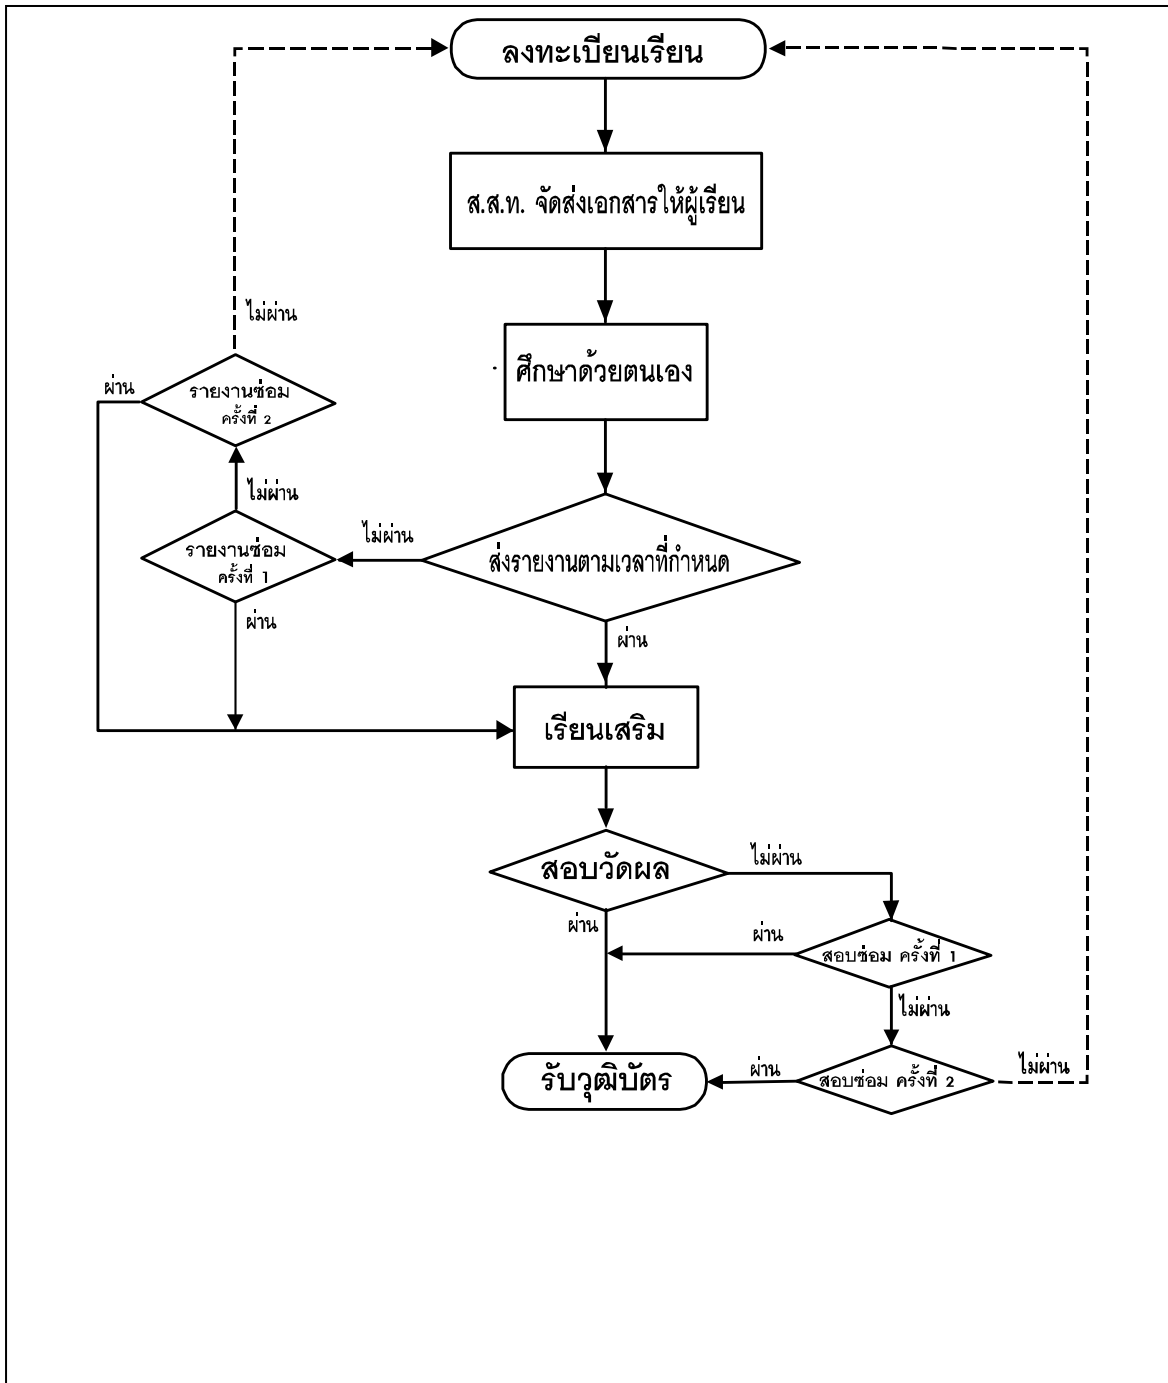 ลงทะเบียนเรียน
ส.ส.ท. จัดส่งเอกสารให้ผู้เรียน
ไม่ผ่าน
ศึกษาด้วยตนเอง
ผ่าน
รายงานซ่อม
ครั้งที่ 2
ไม่ผ่าน
ไม่ผ่าน
รายงานซ่อม
ครั้งที่ 1
ส่งรายงานตามเวลาที่กำหนด
ผ่าน
ผ่าน
เรียนเสริม
สอบวัดผล
ไม่ผ่าน
ผ่าน
ผ่าน
สอบซ่อม ครั้งที่ 1
ไม่ผ่าน
รับวุฒิบัตร
ผ่าน
สอบซ่อม ครั้งที่ 2
ไม่ผ่าน